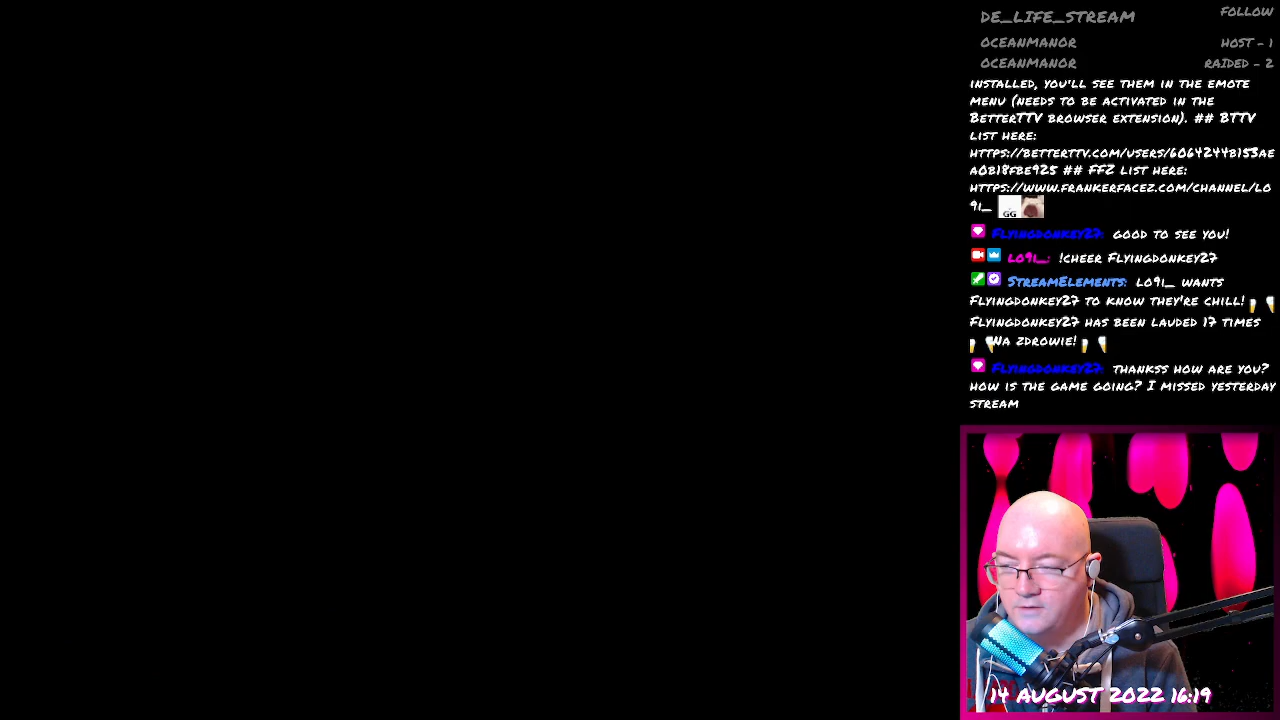 DE_LIFE_STREAM FOLLOW
OCEANMANOR HOST - 1
OCEANMANOR RAIDED - 2
INSTALLED, YOU'LL SEE THEM IN THE EMOTE
MENU (NEEDS TO BE ACTIVATED IN THE
BETTERTTV BROWSER EXTENSION). ## BTTV
LIST HERE:
HTTPS://BETTERTTV.COM/USERS/6064244B153AE
A0B18FBE925 ## FFZ LIST HERE:
HTTPS://WWW.FRANKERFACEZ.COM/CHANNEL/LO
9I_ GG
FLYINGDONKEY27: GOOD TO SEE YOU!
LO9I_: !CHEER FLYINGDONKEY27
STREAMELEMENTS: LO9I_ WANTS
FLYINGDONKEY27 TO KNOW THEY'RE CHILL!
FLYINGDONKEY27 HAS BEEN LAUDED 17 TIMES
NA ZDROWIE!
FLYINGDONKEY27: THANKSS HOW ARE YOU?
HOW IS THE GAME GOING? I MISSED YESTERDAY
STREAM
14 AUGUST 2022 16:19